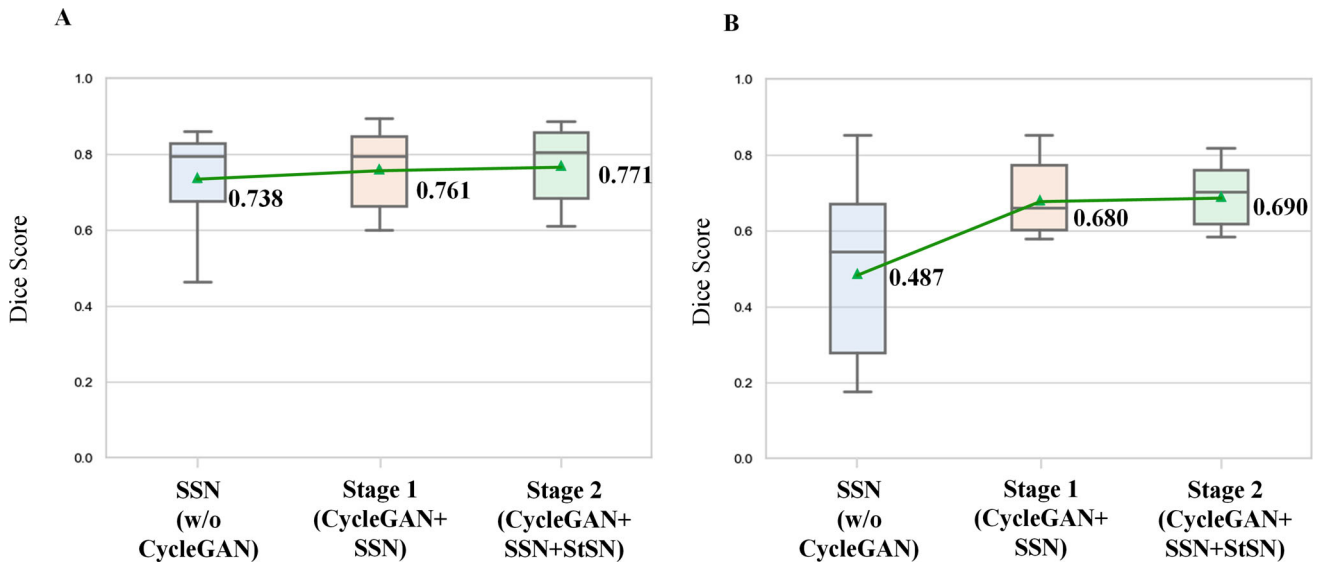 A
Dice Score
1.0
0.8
0.6
0.4
0.2
0.0
0.738
0.761
0.771
SSN
(w/o
CycleGAN)
Stage 1
(CycleGAN+
SSN)
Stage 2
(CycleGAN+
SSN+StSN)
B
Dice Score
1.0
0.8
0.6
0.4
0.2
0.0
0.487
0.680
0.690
SSN
(w/o
CycleGAN)
Stage 1
(CycleGAN+
SSN)
Stage 2
(CycleGAN+
SSN+StSN)